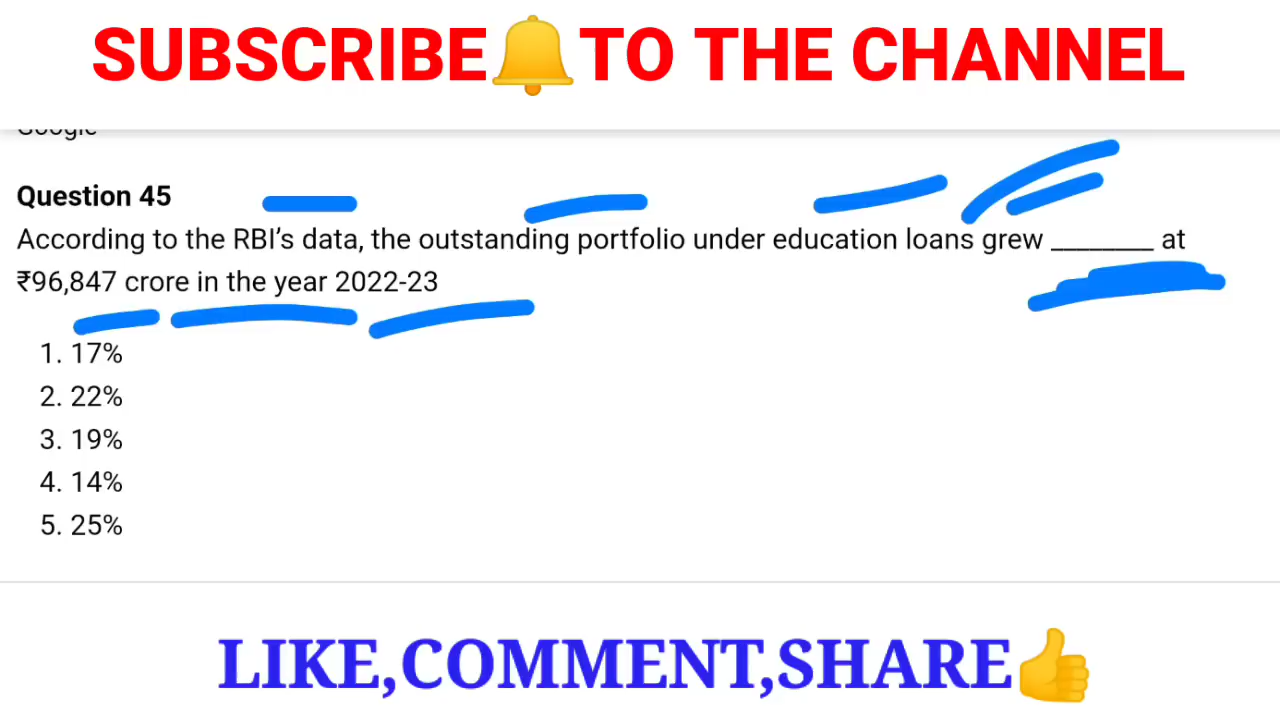 SUBSCRIBE🔔TO THE CHANNEL
Google
Question 45
According to the RBI’s data, the outstanding portfolio under education loans grew ________ at
₹96,847 crore in the year 2022-23
1. 17%
2. 22%
3. 19%
4. 14%
5. 25%
LIKE,COMMENT,SHARE👍